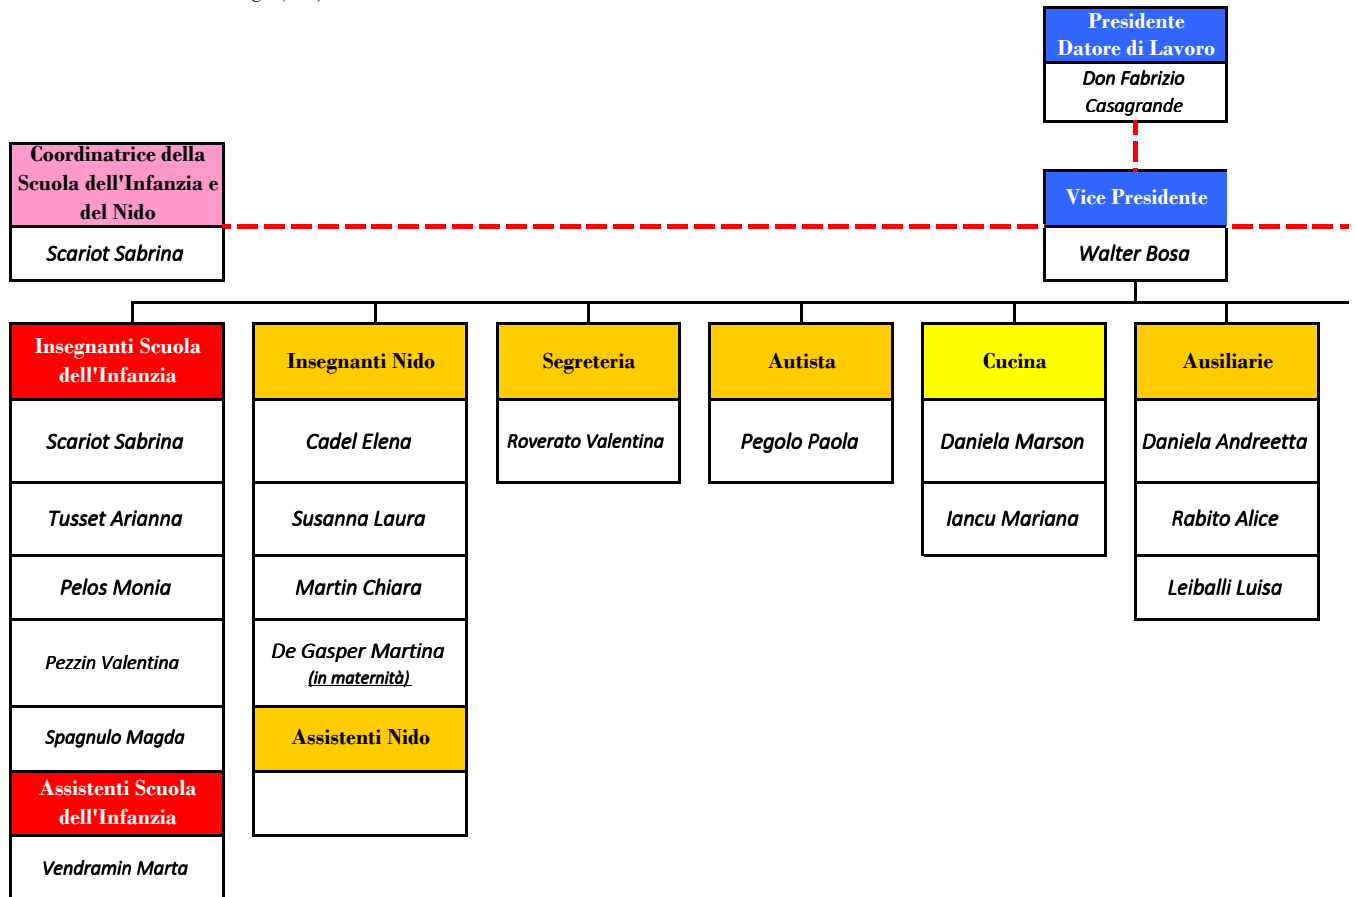 Presidente
Datore di Lavoro
Don Fabrizio
Casagrande
Coordinatrice della
Scuola dell'Infanzia e
del Nido
Scariot Sabrina
Vice Presidente
Walter Bosa
Insegnanti Scuola
dell'Infanzia
Scariot Sabrina
Tusset Arianna
Pelos Monia
Pezzin Valentina
Spagnulo Magda
Assistenti Scuola
dell'Infanzia
Vendramin Marta
Insegnanti Nido
Cadel Elena
Susanna Laura
Martin Chiara
De Gasper Martina
(in maternità)
Assistenti Nido
Segreteria
Roverato Valentina
Autista
Pegolo Paola
Cucina
Daniela Marson
Iancu Mariana
Ausiliarie
Daniela Andreetta
Rabito Alice
Leiballi Luisa